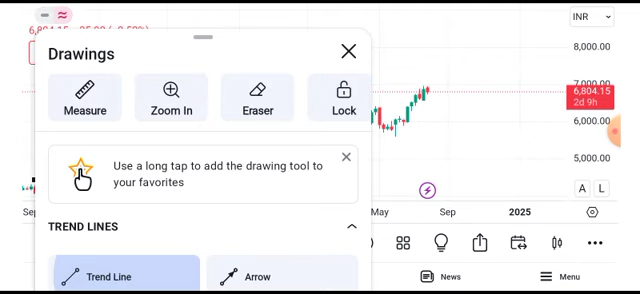 INR
Drawings
8,000.00
Measure
Zoom In
Eraser
Lock
7,000.00
6,804.15
2d 9h
6,000.00
Use a long tap to add the drawing tool to
your favorites
5,000.00
A
L
May
Sep
2025
TREND LINES
Trend Line
Arrow
News
Menu